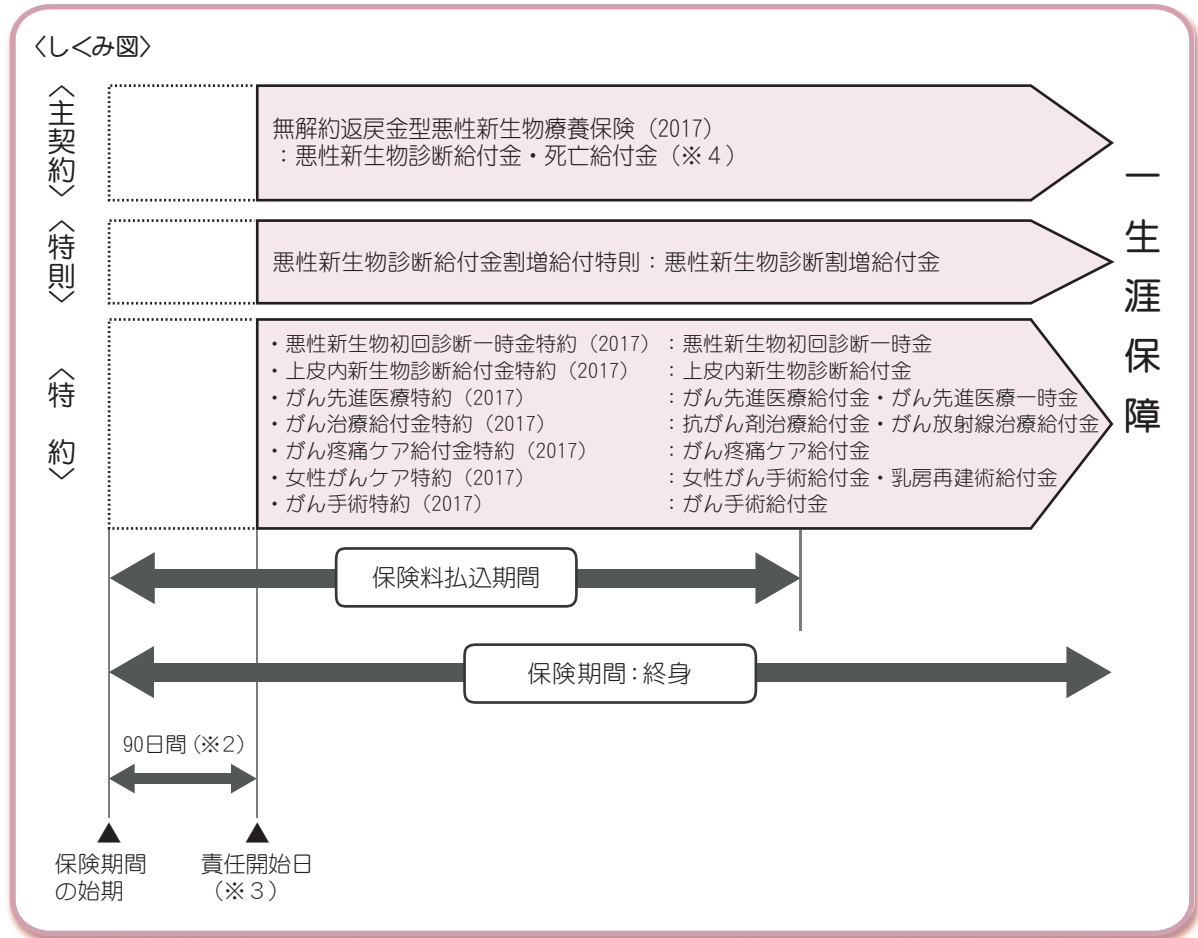 〈しくみ図〉
〈主契約〉
無解約返戻金型悪性新生物療養保険（2017）
：悪性新生物診断給付金・死亡給付金（※４）
〈特則〉
悪性新生物診断給付金割増給付特則：悪性新生物診断割増給付金
〈特 約〉
・悪性新生物初回診断一時金特約（2017）：悪性新生物初回診断一時金
・上皮内新生物診断給付金特約（2017）：上皮内新生物診断給付金
・がん先進医療特約（2017）：がん先進医療給付金・がん先進医療一時金
・がん治療給付金特約（2017）：抗がん剤治療給付金・がん放射線治療給付金
・がん疼痛ケア給付金特約（2017）：がん疼痛ケア給付金
・女性がんケア特約（2017）：女性がん手術給付金・乳房再建術給付金
・がん手術特約（2017）：がん手術給付金
一生涯保障
保険料払込期間
保険期間：終身
90日間（※2）
保険期間
の始期
責任開始日
（※３）